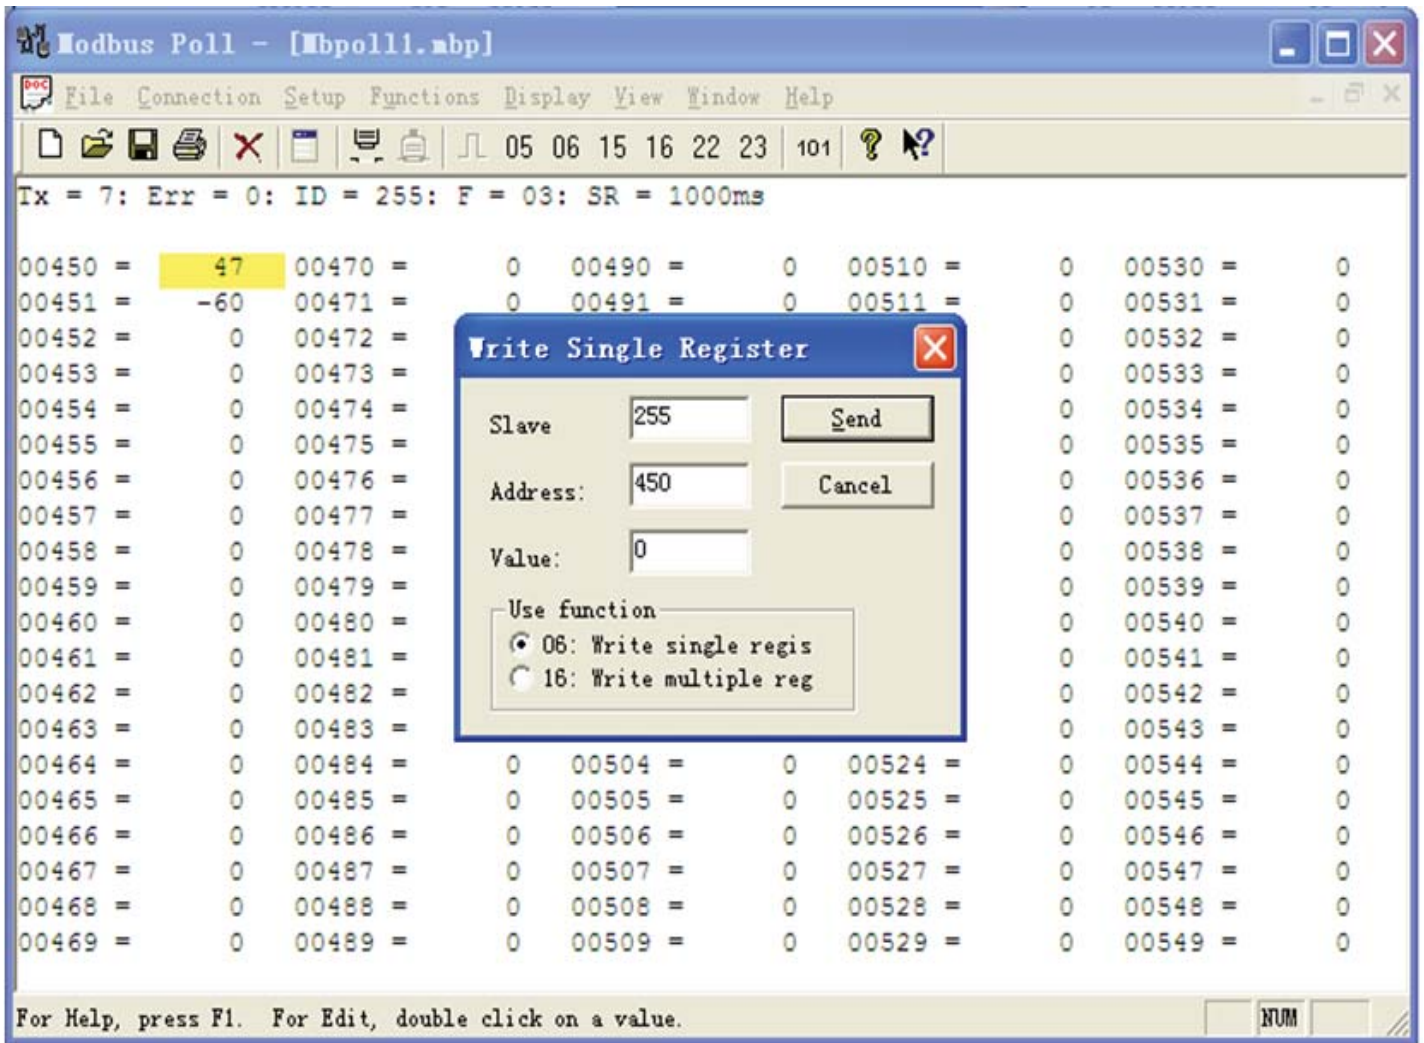 Modbus Poll - [Mbpoll1.mbp]
DOC File Connection Setup Functions Display View Window Help
05 06 15 16 22 23 101
Tx = 7: Err = 0: ID = 255: F = 03: SR = 1000ms
00450 = 47 00470 = 0 00490 = 0 00510 = 0 00530 = 0
00451 = -60 00471 = 0 00491 = 0 00511 = 0 00531 = 0
00452 = 0 00472 = 0 00532 = 0
00453 = 0 00473 = 0 00533 = 0
00454 = 0 00474 = 0 00534 = 0
00455 = 0 00475 = 0 00535 = 0
00456 = 0 00476 = 0 00536 = 0
00457 = 0 00477 = 0 00537 = 0
00458 = 0 00478 = 0 00538 = 0
00459 = 0 00479 = 0 00539 = 0
00460 = 0 00480 = 0 00540 = 0
00461 = 0 00481 = 0 00541 = 0
00462 = 0 00482 = 0 00542 = 0
00463 = 0 00483 = 0 00543 = 0
00464 = 0 00484 = 0 00504 = 0 00524 = 0 00544 = 0
00465 = 0 00485 = 0 00505 = 0 00525 = 0 00545 = 0
00466 = 0 00486 = 0 00506 = 0 00526 = 0 00546 = 0
00467 = 0 00487 = 0 00507 = 0 00527 = 0 00547 = 0
00468 = 0 00488 = 0 00508 = 0 00528 = 0 00548 = 0
00469 = 0 00489 = 0 00509 = 0 00529 = 0 00549 = 0
Write Single Register
Slave 255 Send
Address: 450 Cancel
Value: 0
Use function
06: Write single regis
16: Write multiple reg
For Help, press F1. For Edit, double click on a value. NUM